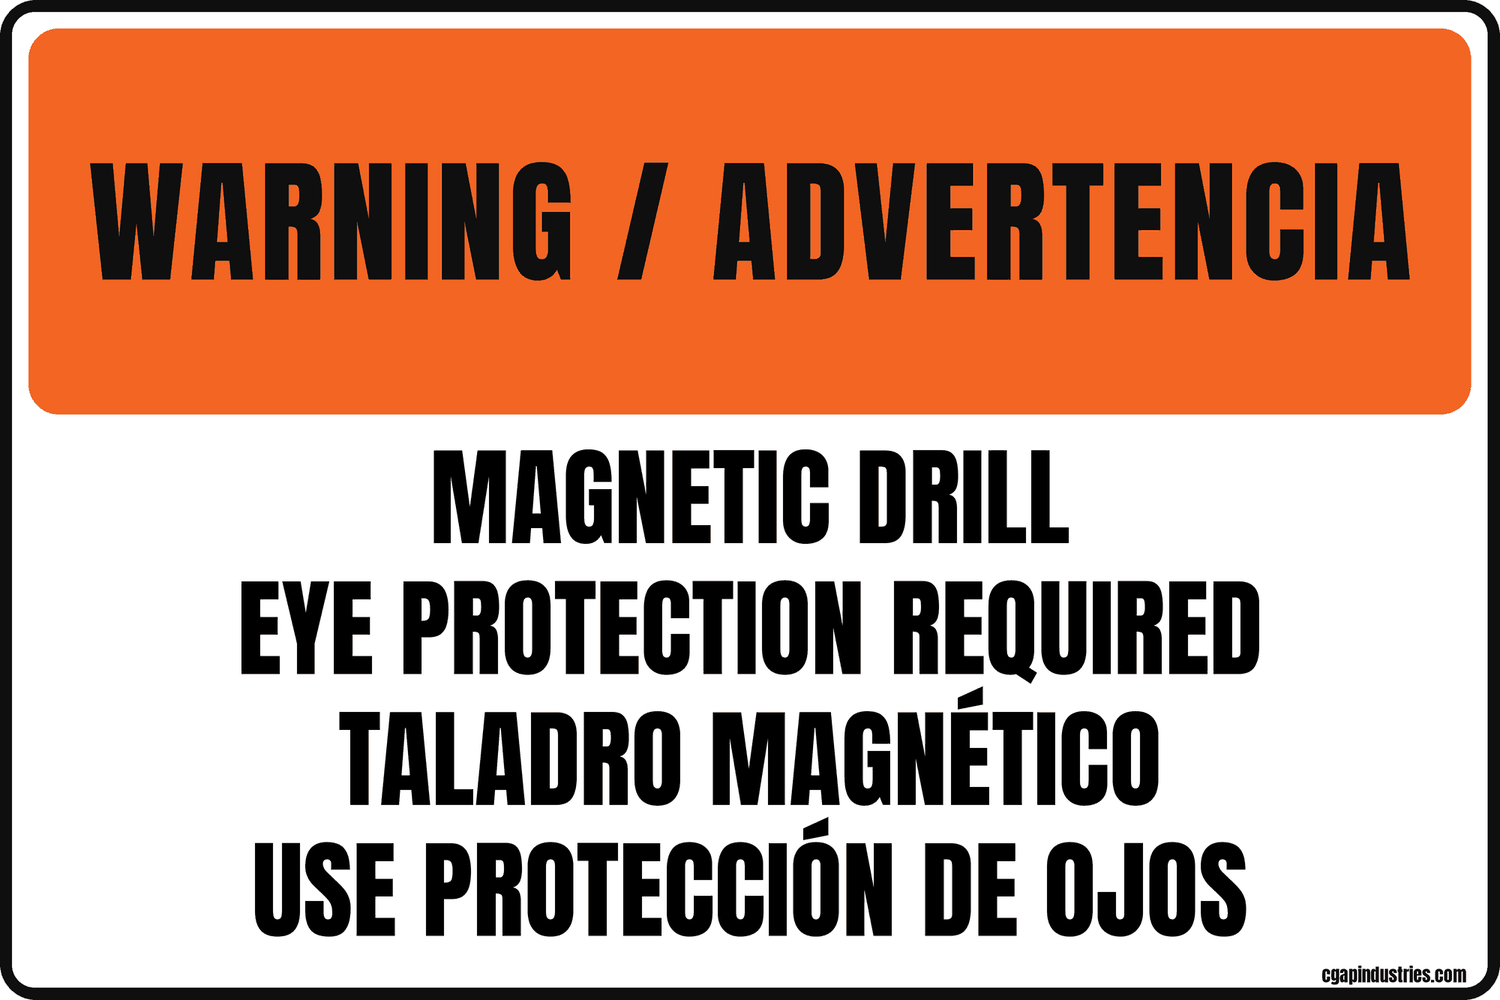 WARNING / ADVERTENCIA
MAGNETIC DRILL
EYE PROTECTION REQUIRED
TALADRO MAGNÉTICO
USE PROTECCIÓN DE OJOS
cgapindustries.com